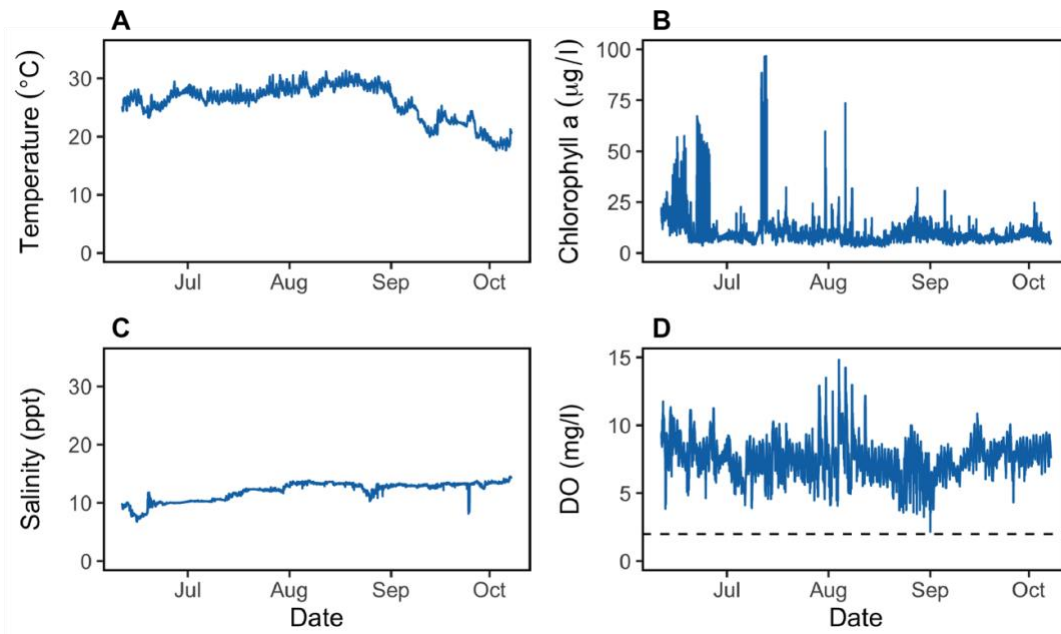 A
Temperature (°C)
30
20
10
0
Jul Aug Sep Oct
B
Chlorophyll a (µg/l)
100
75
50
25
0
Jul Aug Sep Oct
C
Salinity (ppt)
30
20
10
0
Jul Aug Sep Oct
Date
D
DO (mg/l)
15
10
5
0
Jul Aug Sep Oct
Date